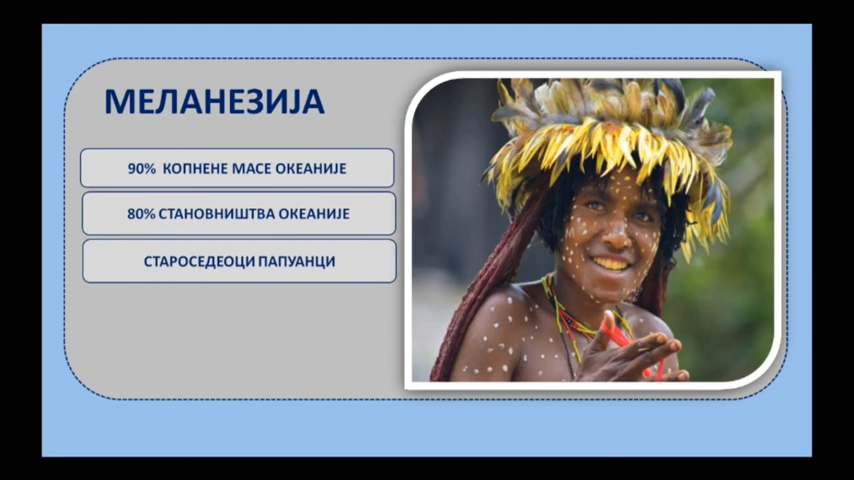 МЕЛАНЕЗИЈА
90% КОПНЕНЕ МАСЕ ОКЕАНИЈЕ
80% СТАНОВНИШТВА ОКЕАНИЈЕ
СТАРОСЕДЕОЦИ ПАПУАНЦИ